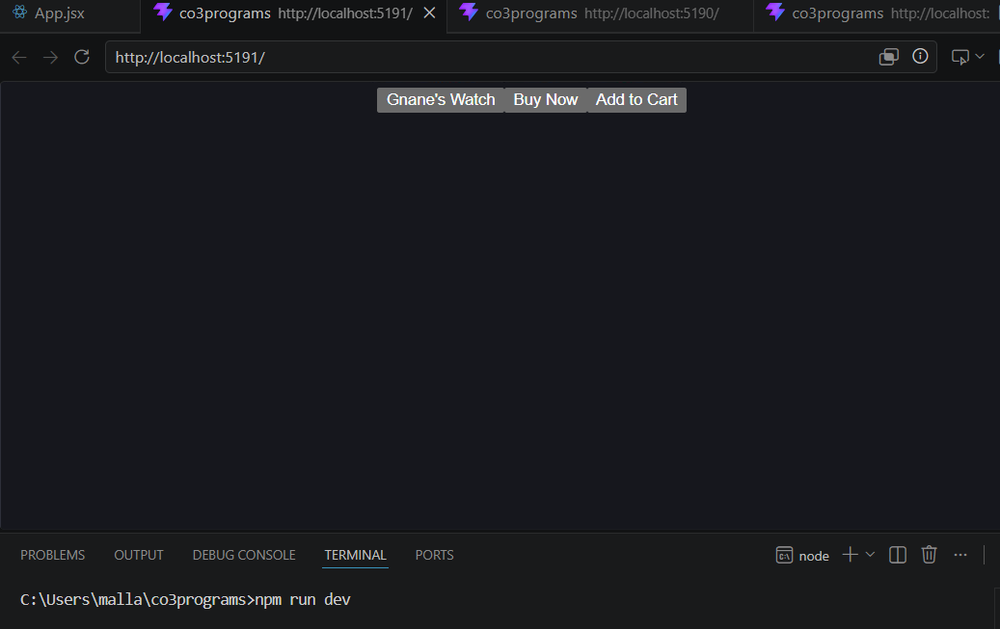 App.jsx co3programs http://localhost:5191/ co3programs http://localhost:5190/ co3programs http://localhost:
http://localhost:5191/
Gnane's Watch Buy Now Add to Cart
PROBLEMS OUTPUT DEBUG CONSOLE TERMINAL PORTS node
C:\Users\malla\co3programs>npm run dev